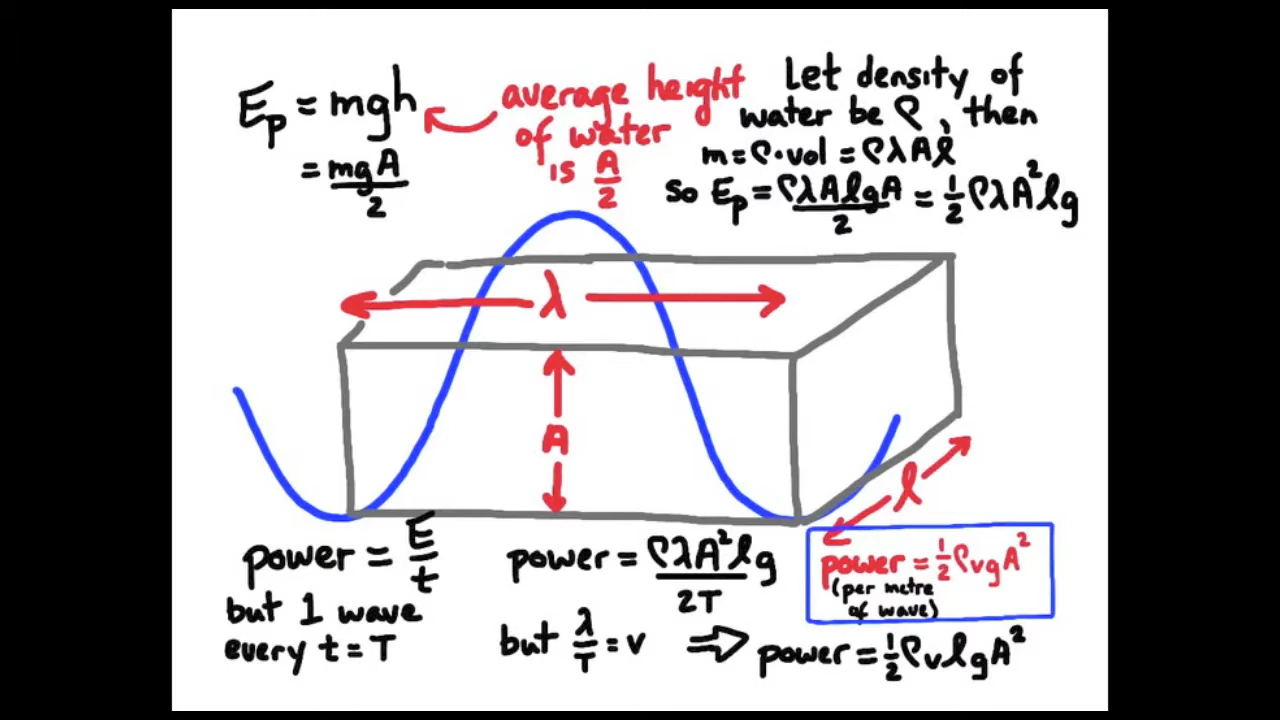 Ep = mgh
= mgA/2
average height
of water
is A/2
Let density of
water be ρ, then
m = ρ·vol = ρλAl
so Ep = ρλAlgA/2 = ½ρλA²lg
λ
A
l
power = E/t
but 1 wave
every t = T
power = ρλA²lg/2T
but λ/T = v ⇒ power = ½ρvlgA²
power = ½ρvgA²
(per metre
of wave)